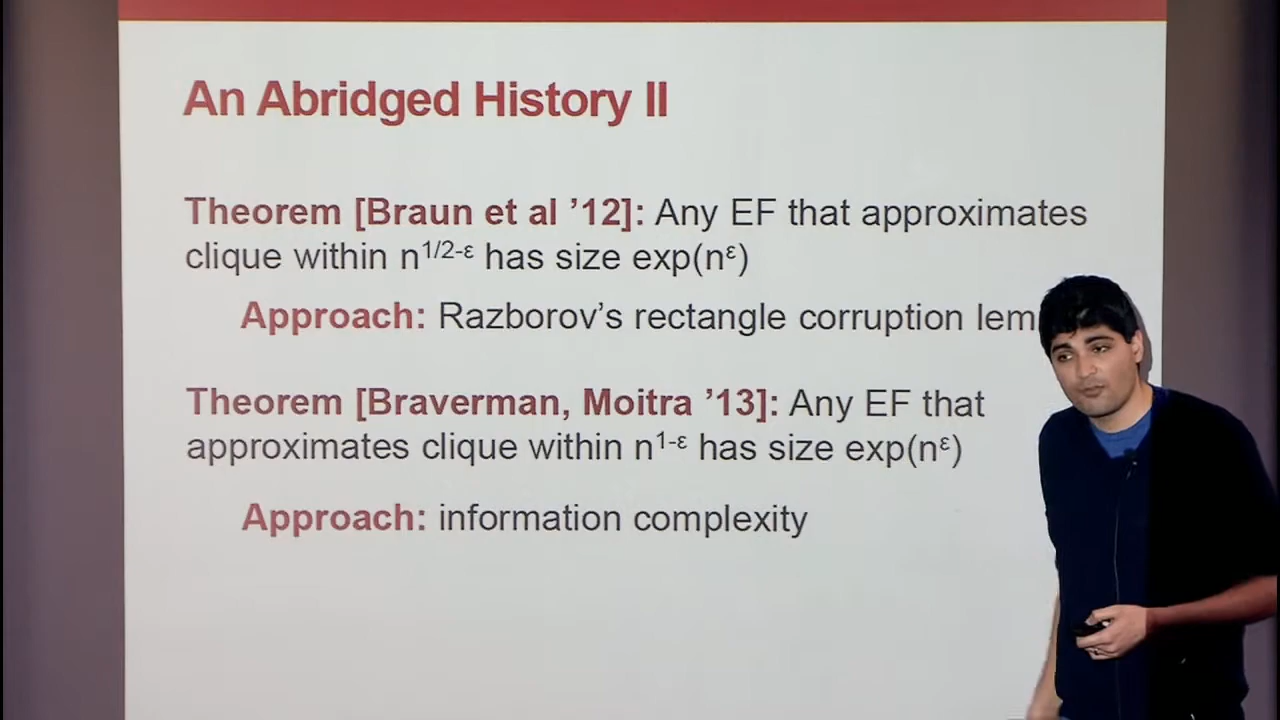 An Abridged History II
Theorem [Braun et al ’12]: Any EF that approximates
clique within n^1/2-ε has size exp(n^ε)
Approach: Razborov’s rectangle corruption lem
Theorem [Braverman, Moitra ’13]: Any EF that
approximates clique within n^1-ε has size exp(n^ε)
Approach: information complexity